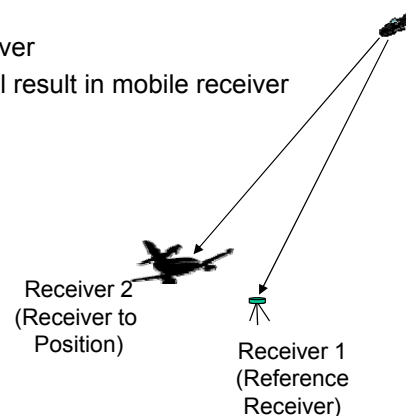 ver
l result in mobile receiver
Receiver 2
(Receiver to
Position)
Receiver 1
(Reference
Receiver)